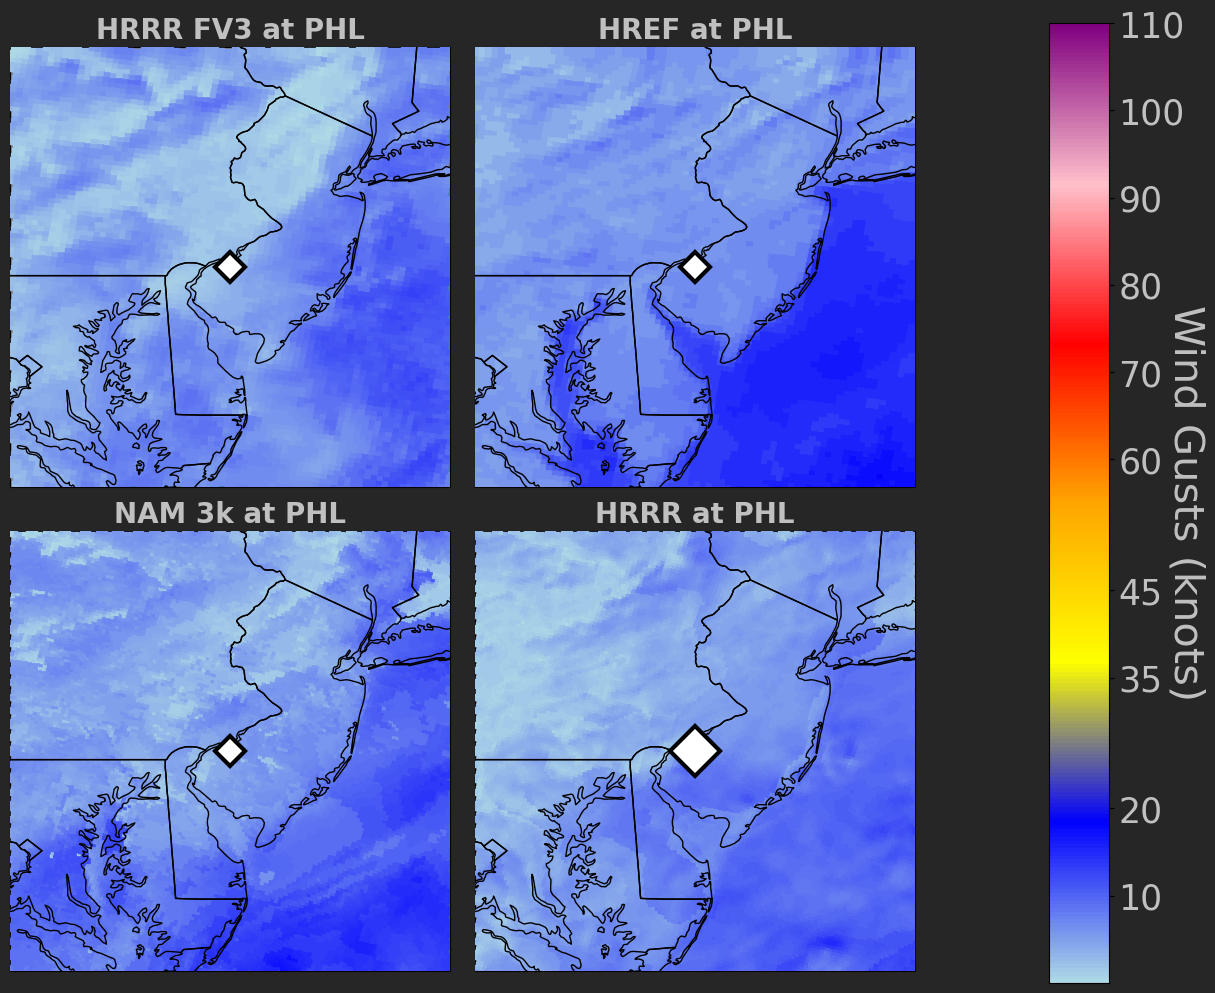 HRRR FV3 at PHL
HREF at PHL
NAM 3k at PHL
HRRR at PHL
110
100
90
80
70
60
45
35
20
10
Wind Gusts (knots)